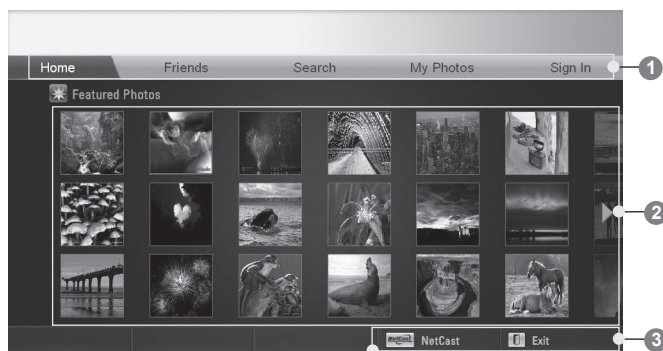 Home Friends Search My Photos Sign In
1
Featured Photos
2
NetCast NetCast Exit
3